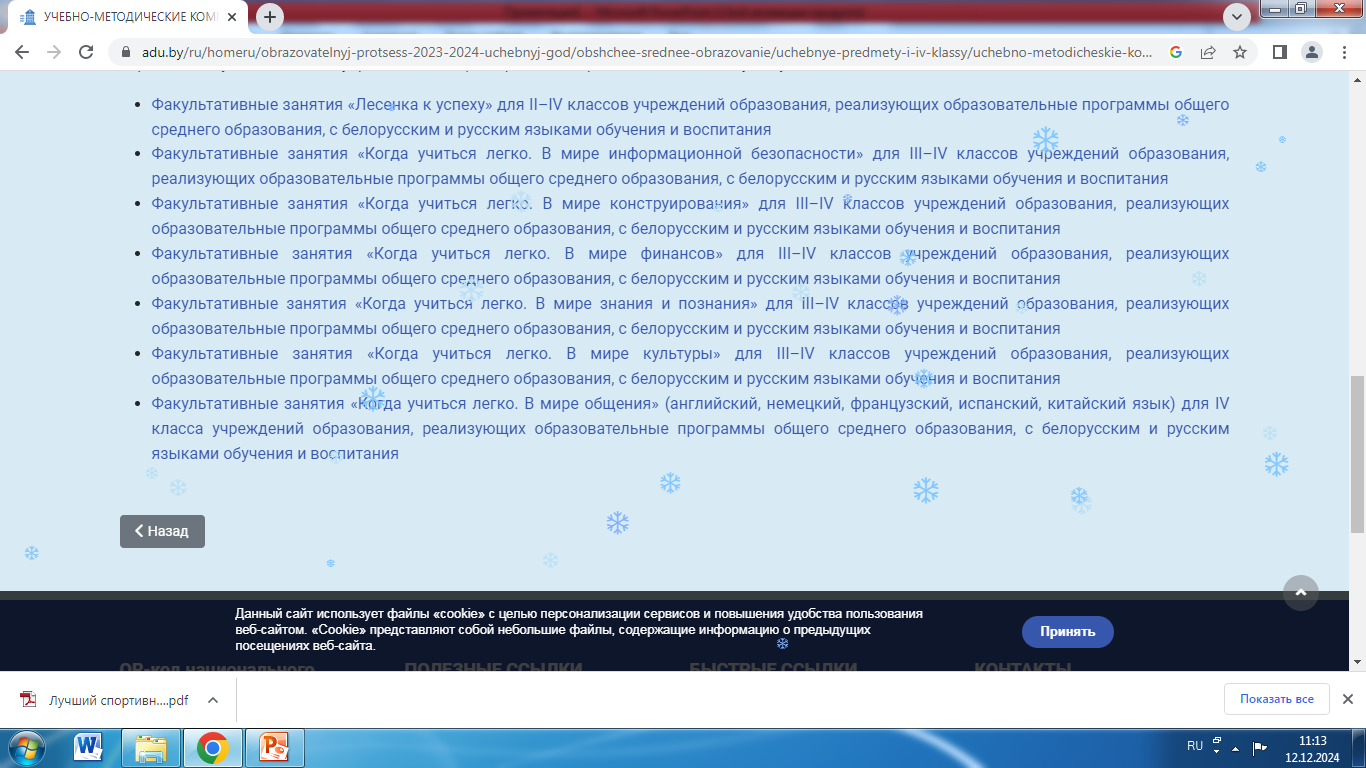 УЧЕБНО-МЕТОДИЧЕСКИЕ КОМ
adu.by/ru/homeru/obrazovatelnyj-protsess-2023-2024-uchebnyj-god/obshchee-srednee-obrazovanie/uchebnye-predmety-i-iv-klassy/uchebno-metodicheskie-ko...
Факультативные занятия «Лесенка к успеху» для II–IV классов учреждений образования, реализующих образовательные программы общего
среднего образования, с белорусским и русским языками обучения и воспитания
Факультативные занятия «Когда учиться легко. В мире информационной безопасности» для III–IV классов учреждений образования,
реализующих образовательные программы общего среднего образования, с белорусским и русским языками обучения и воспитания
Факультативные занятия «Когда учиться легко. В мире конструирования» для III–IV классов учреждений образования, реализующих
образовательные программы общего среднего образования, с белорусским и русским языками обучения и воспитания
Факультативные занятия «Когда учиться легко. В мире финансов» для III–IV классов учреждений образования, реализующих
образовательные программы общего среднего образования, с белорусским и русским языками обучения и воспитания
Факультативные занятия «Когда учиться легко. В мире знания и познания» для III–IV классов учреждений образования, реализующих
образовательные программы общего среднего образования, с белорусским и русским языками обучения и воспитания
Факультативные занятия «Когда учиться легко. В мире культуры» для III–IV классов учреждений образования, реализующих
образовательные программы общего среднего образования, с белорусским и русским языками обучения и воспитания
Факультативные занятия «Когда учиться легко. В мире общения» (английский, немецкий, французский, испанский, китайский язык) для IV
класса учреждений образования, реализующих образовательные программы общего среднего образования, с белорусским и русским
языками обучения и воспитания
Назад
Данный сайт использует файлы «cookie» с целью персонализации сервисов и повышения удобства пользования
веб-сайтом. «Cookie» представляют собой небольшие файлы, содержащие информацию о предыдущих
посещениях веб-сайта.
Принять
QR-код национального ПОЛЕЗНЫЕ ССЫЛКИ БЫСТРЫЕ ССЫЛКИ КОНТАКТЫ
Лучший спортивн....pdf
Показать все
RU
11:13
12.12.2024